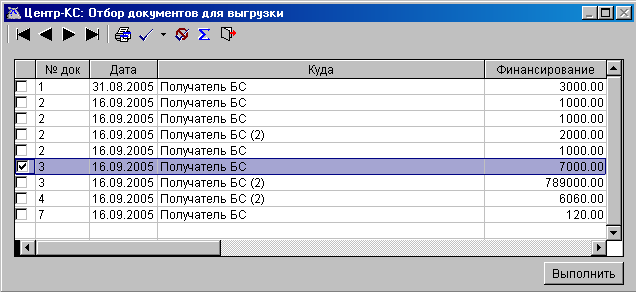 Центр-КС: Отбор документов для выгрузки
№ док Дата Куда Финансирование
1 31.08.2005 Получатель БС 3000.00
2 16.09.2005 Получатель БС 1000.00
2 16.09.2005 Получатель БС 1000.00
2 16.09.2005 Получатель БС (2) 2000.00
2 16.09.2005 Получатель БС 1000.00
3 16.09.2005 Получатель БС 7000.00
3 16.09.2005 Получатель БС (2) 789000.00
4 16.09.2005 Получатель БС (2) 6060.00
7 16.09.2005 Получатель БС 120.00
Выполнить